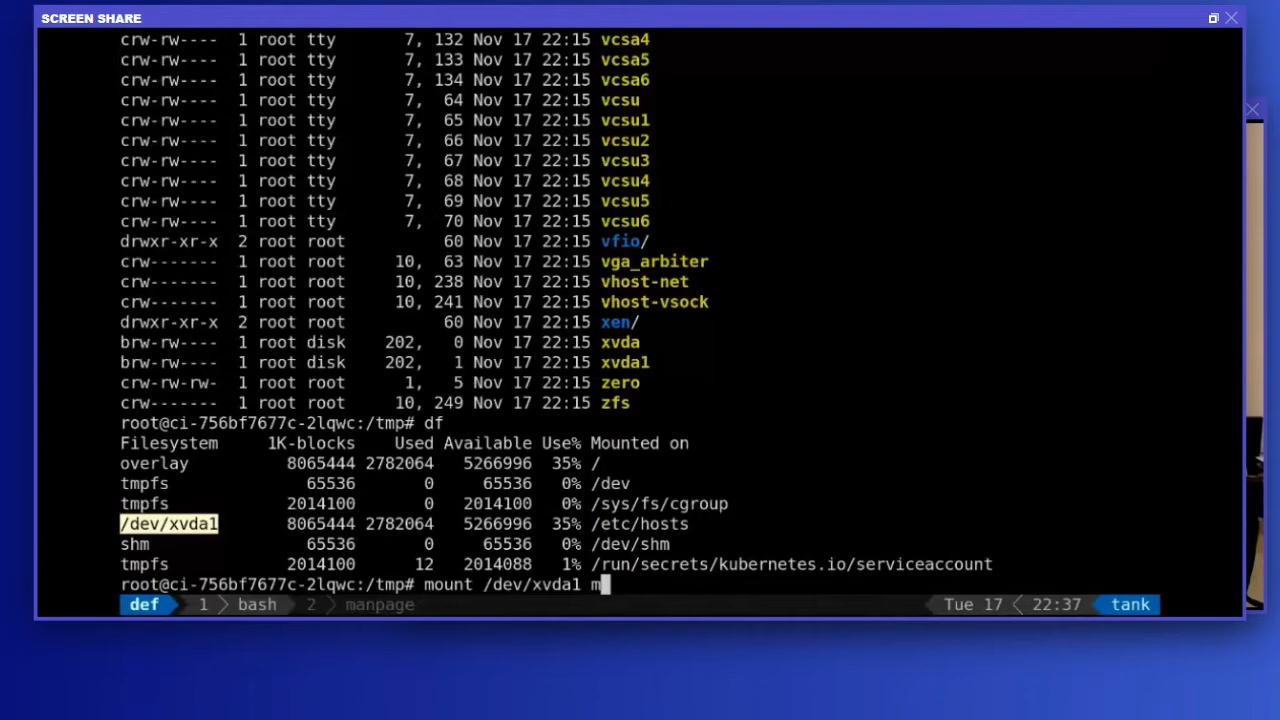 SCREEN SHARE
crw-rw---- 1 root tty 7, 132 Nov 17 22:15 vcsa4
crw-rw---- 1 root tty 7, 133 Nov 17 22:15 vcsa5
crw-rw---- 1 root tty 7, 134 Nov 17 22:15 vcsa6
crw-rw---- 1 root tty 7, 64 Nov 17 22:15 vcsu
crw-rw---- 1 root tty 7, 65 Nov 17 22:15 vcsu1
crw-rw---- 1 root tty 7, 66 Nov 17 22:15 vcsu2
crw-rw---- 1 root tty 7, 67 Nov 17 22:15 vcsu3
crw-rw---- 1 root tty 7, 68 Nov 17 22:15 vcsu4
crw-rw---- 1 root tty 7, 69 Nov 17 22:15 vcsu5
crw-rw---- 1 root tty 7, 70 Nov 17 22:15 vcsu6
drwxr-xr-x 2 root root 60 Nov 17 22:15 vfio/
crw------- 1 root root 10, 63 Nov 17 22:15 vga_arbiter
crw------- 1 root root 10, 238 Nov 17 22:15 vhost-net
crw------- 1 root root 10, 241 Nov 17 22:15 vhost-vsock
drwxr-xr-x 2 root root 60 Nov 17 22:15 xen/
brw-rw---- 1 root disk 202, 0 Nov 17 22:15 xvda
brw-rw---- 1 root disk 202, 1 Nov 17 22:15 xvda1
crw-rw-rw- 1 root root 1, 5 Nov 17 22:15 zero
crw------- 1 root root 10, 249 Nov 17 22:15 zfs
root@ci-756bf7677c-2lqwc:/tmp# df
Filesystem 1K-blocks Used Available Use% Mounted on
overlay 8065444 2782064 5266996 35% /
tmpfs 65536 0 65536 0% /dev
tmpfs 2014100 0 2014100 0% /sys/fs/cgroup
/dev/xvda1 8065444 2782064 5266996 35% /etc/hosts
shm 65536 0 65536 0% /dev/shm
tmpfs 2014100 12 2014088 1% /run/secrets/kubernetes.io/serviceaccount
root@ci-756bf7677c-2lqwc:/tmp# mount /dev/xvda1 m
def 1 bash 2 manpage Tue 17 22:37 tank